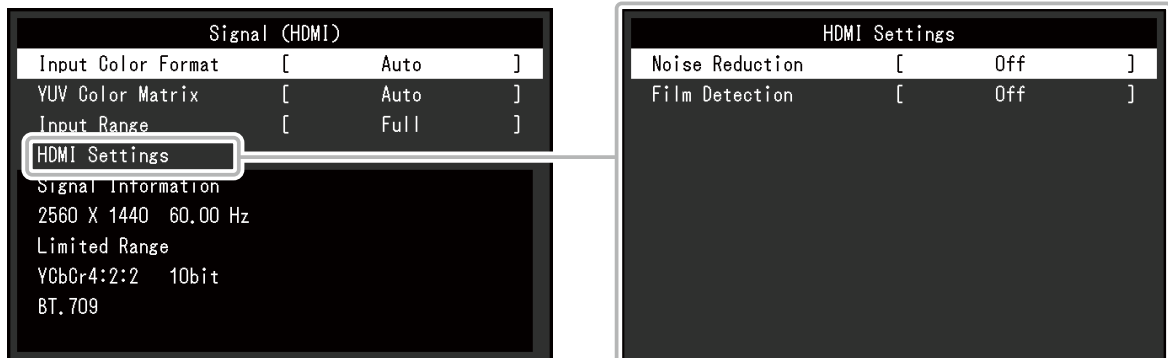 Signal (HDMI)
Input Color Format [ Auto ]
YUV Color Matrix [ Auto ]
Input Range [ Full ]
HDMI Settings
Signal Information
2560 X 1440 60.00 Hz
Limited Range
YCbCr4:2:2 10bit
BT.709
HDMI Settings
Noise Reduction [ Off ]
Film Detection [ Off ]